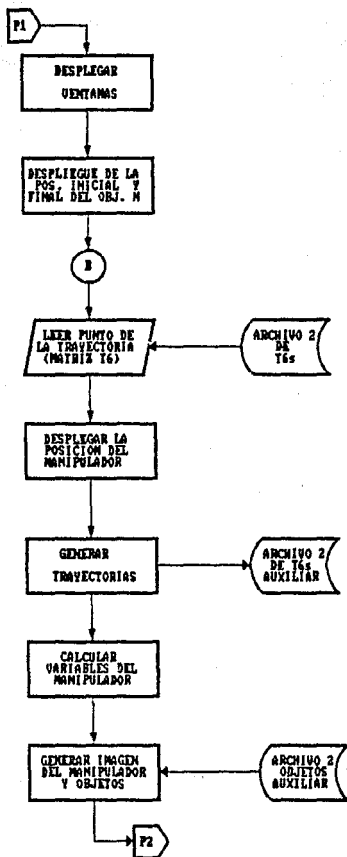 P1
DESPLEGAR
VENTANAS
DESPLIEGUE DE LA
POS. INICIAL Y
FINAL DEL OBJ. M
B
LEER PUNTO DE
LA TRAYECTORIA
(MATRIZ T6)
ARCHIVO 2
DE
T6s
DESPLEGAR LA
POSICION DEL
MANIPULADOR
GENERAR
TRAYECTORIAS
ARCHIVO 2
DE T6s
AUXILIAR
CALCULAR
VARIABLES DEL
MANIPULADOR
GENERAR IMAGEN
DEL MANIPULADOR
Y OBJETOS
ARCHIVO 2
OBJETOS
AUXILIAR
P2